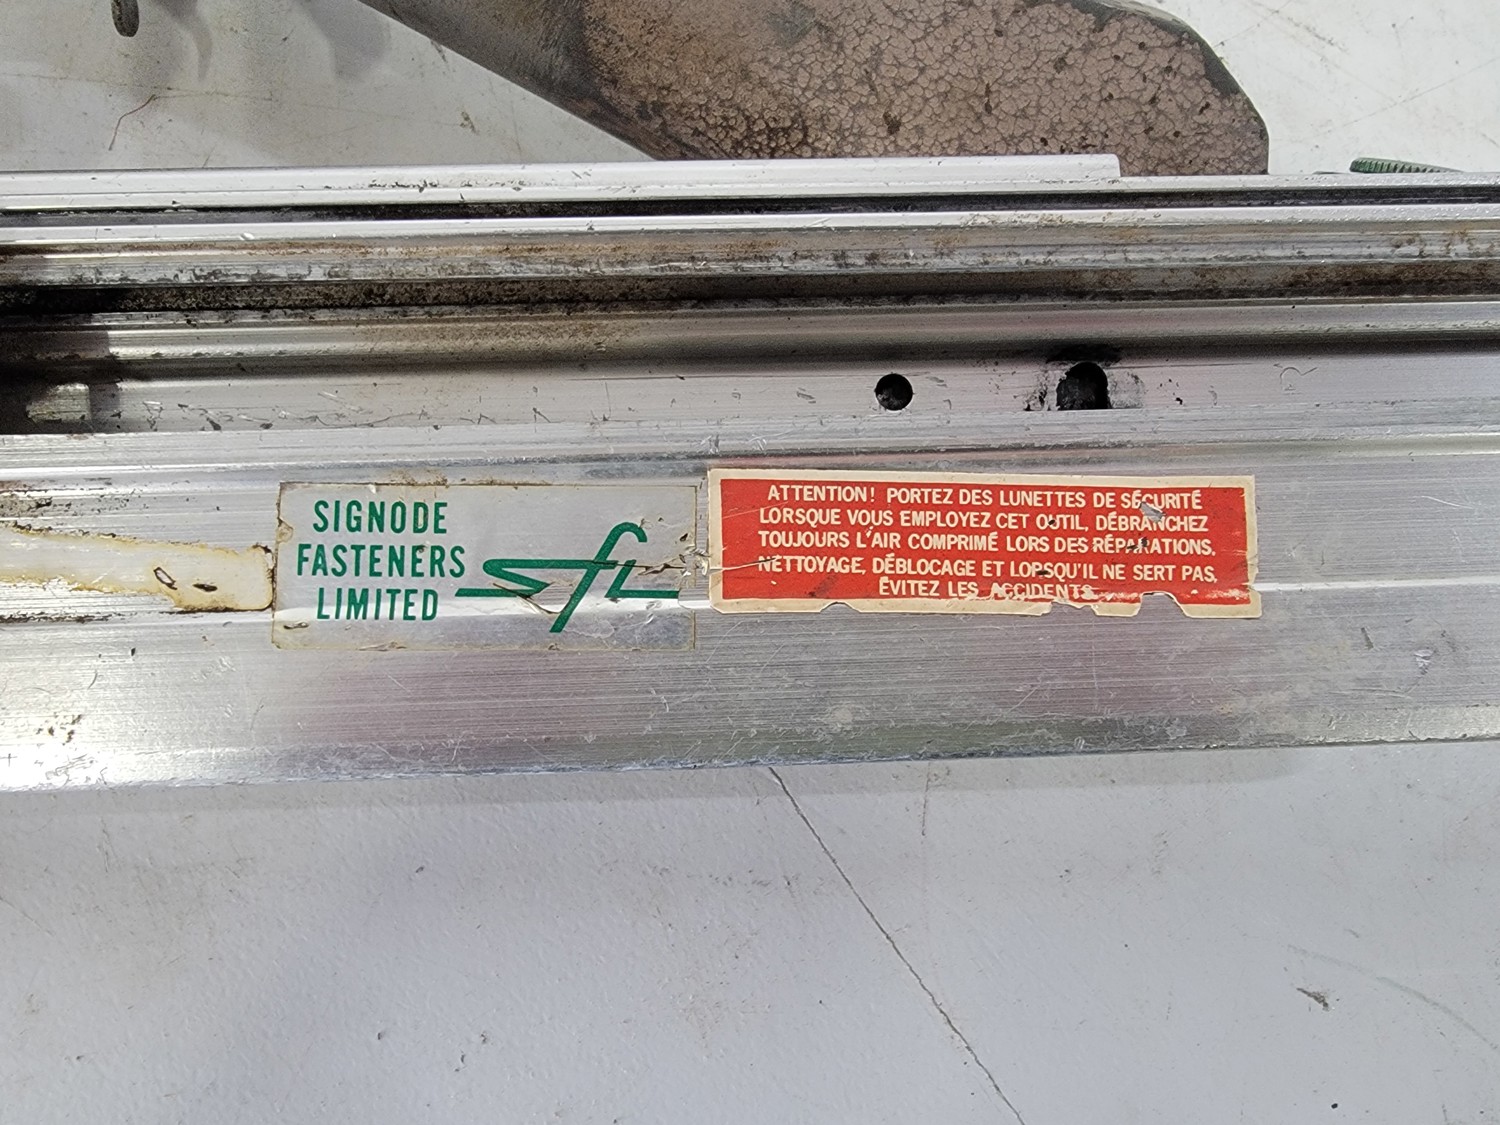 SIGNODE
FASTENERS
LIMITED
sfl
ATTENTION! PORTEZ DES LUNETTES DE SÉCURITÉ
LORSQUE VOUS EMPLOYEZ CET OUTIL, DÉBRANCHEZ
TOUJOURS L'AIR COMPRIMÉ LORS DES RÉPARATIONS,
NETTOYAGE, DÉBLOCAGE ET LORSQU'IL NE SERT PAS,
ÉVITEZ LES ACCIDENTS
R